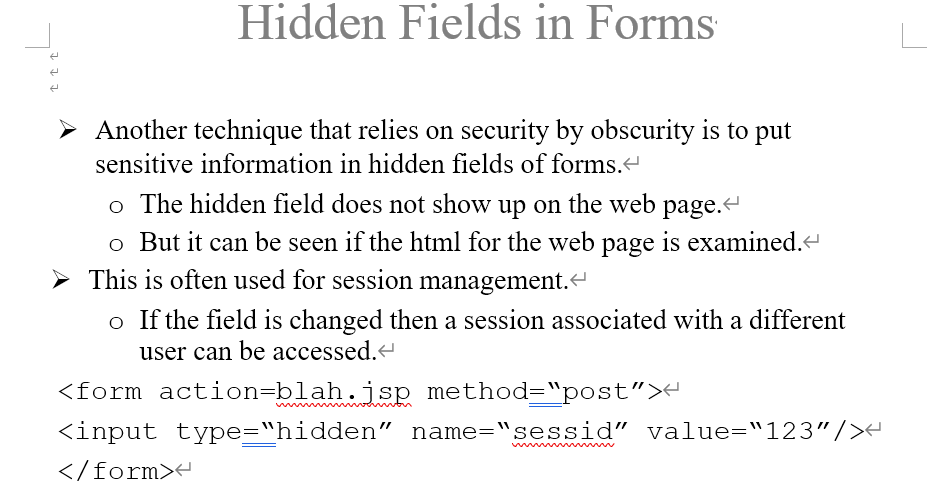 Hidden Fields in Forms
➢ Another technique that relies on security by obscurity is to put
sensitive information in hidden fields of forms.↵
o The hidden field does not show up on the web page.↵
o But it can be seen if the html for the web page is examined.↵
➢ This is often used for session management.↵
o If the field is changed then a session associated with a different
user can be accessed.↵
<form action=blah.jsp method=“post”>↵
<input type=“hidden” name=“sessid” value=“123”/>↵
</form>↵